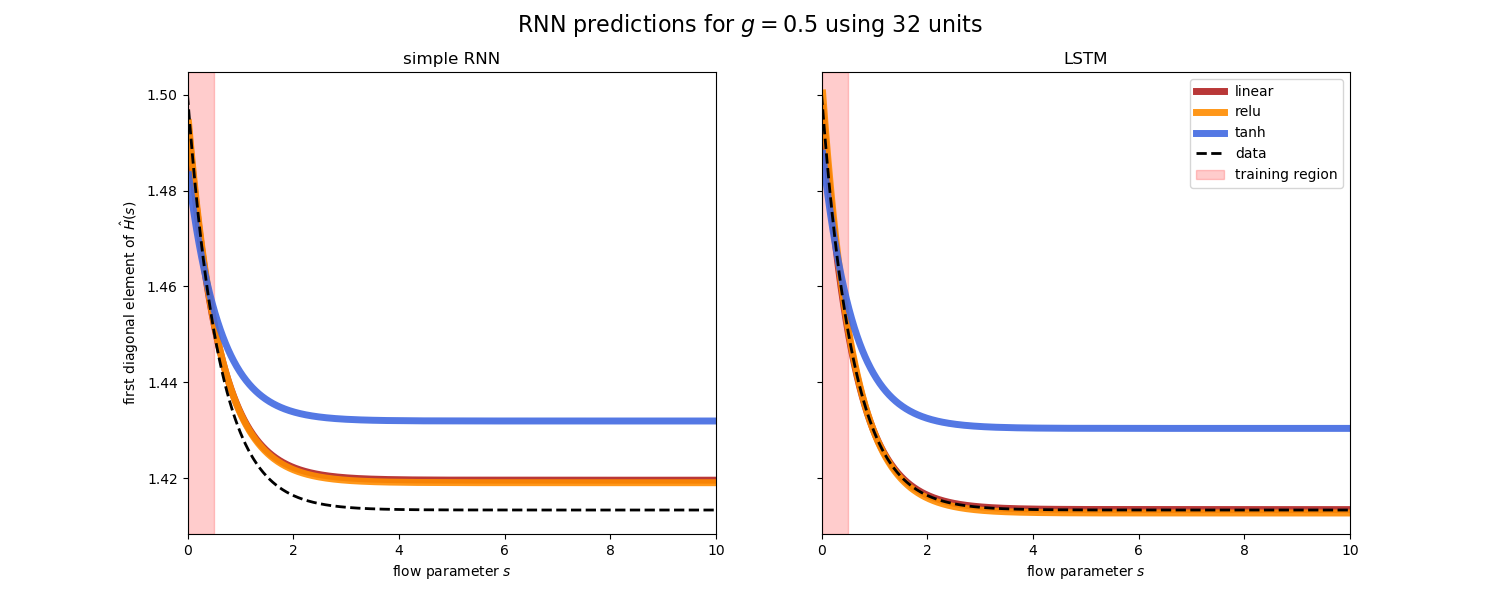 RNN predictions for g = 0.5 using 32 units
simple RNN
1.50
1.48
1.46
1.44
1.42
first diagonal element of Ĥ(s)
0 2 4 6 8 10
flow parameter s
LSTM
linear
relu
tanh
data
training region
0 2 4 6 8 10
flow parameter s